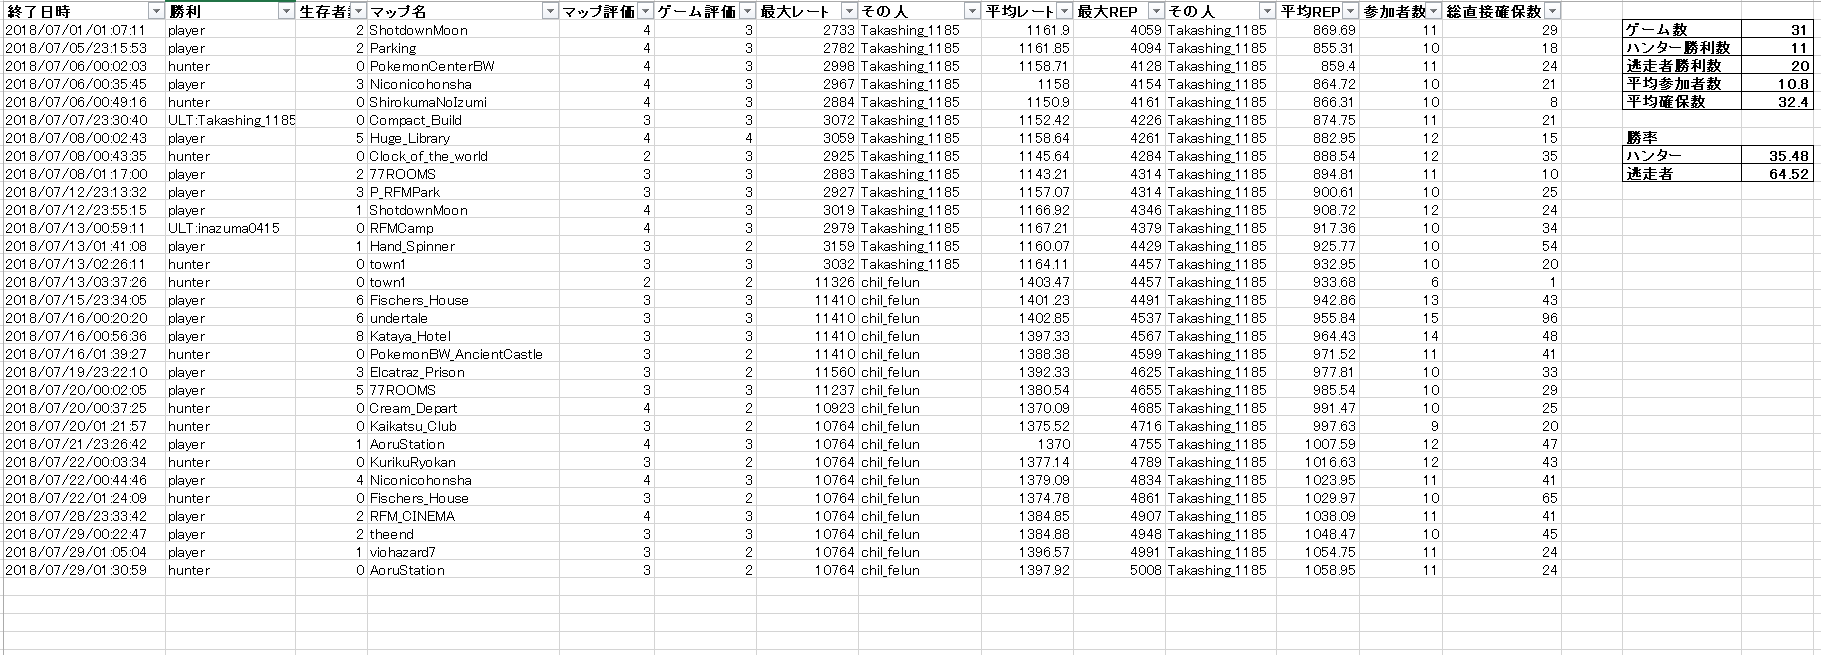 終了日時 勝利 生存者 マップ名 マップ評価 ゲーム評価 最大レート その人 平均レート 最大REP その人 平均REP 参加者数 総直接確保数
2018/07/01/01:07:11 player 2 ShotdownMoon 4 3 2733 Takashing_1185 1161.9 4059 Takashing_1185 869.69 11 29 ゲーム数 31
2018/07/05/23:15:53 player 2 Parking 4 3 2782 Takashing_1185 1161.85 4094 Takashing_1185 855.31 10 18 ハンター勝利数 11
2018/07/06/00:02:03 hunter 0 PokemonCenterBW 4 3 2998 Takashing_1185 1158.71 4128 Takashing_1185 859.4 11 24 逃走者勝利数 20
2018/07/06/00:35:45 player 3 Niconicohonsha 4 3 2967 Takashing_1185 1158 4154 Takashing_1185 864.72 10 21 平均参加者数 10.8
2018/07/06/00:49:16 hunter 0 ShirokumaNoIzumi 4 3 2884 Takashing_1185 1150.9 4161 Takashing_1185 866.31 10 8 平均確保数 32.4
2018/07/07/23:30:40 ULT:Takashing_1185 0 Compact_Build 3 3 3072 Takashing_1185 1152.42 4226 Takashing_1185 874.75 11 21
2018/07/08/00:02:43 player 5 Huge_Library 4 4 3059 Takashing_1185 1158.64 4261 Takashing_1185 882.95 12 15 勝率
2018/07/08/00:43:35 hunter 0 Clock_of_the_world 2 3 2925 Takashing_1185 1145.64 4284 Takashing_1185 888.54 12 35 ハンター 35.48
2018/07/08/01:17:00 player 2 77ROOMS 3 3 2883 Takashing_1185 1143.21 4314 Takashing_1185 894.81 11 10 逃走者 64.52
2018/07/12/23:13:32 player 3 P_RFMPark 4 3 2927 Takashing_1185 1157.07 4314 Takashing_1185 900.61 10 25
2018/07/12/23:55:15 player 1 ShotdownMoon 4 3 3019 Takashing_1185 1166.92 4346 Takashing_1185 908.72 12 24
2018/07/13/00:59:11 ULT:inazuma0415 0 RFMCamp 4 3 2979 Takashing_1185 1167.21 4379 Takashing_1185 917.36 10 34
2018/07/13/01:41:08 player 1 Hand_Spinner 3 2 3159 Takashing_1185 1160.07 4429 Takashing_1185 925.77 10 54
2018/07/13/02:26:11 hunter 0 town1 3 3 3032 Takashing_1185 1164.11 4457 Takashing_1185 932.95 10 20
2018/07/13/03:37:26 hunter 0 town1 2 2 11326 chil_felun 1403.47 4457 Takashing_1185 933.68 6 1
2018/07/15/23:34:05 player 6 Fischers_House 3 3 11410 chil_felun 1401.23 4491 Takashing_1185 942.86 13 43
2018/07/16/00:20:20 player 6 undertale 3 3 11410 chil_felun 1402.85 4537 Takashing_1185 955.84 15 96
2018/07/16/00:56:36 player 8 Kataya_Hotel 3 3 11410 chil_felun 1397.33 4567 Takashing_1185 964.43 14 48
2018/07/16/01:39:27 hunter 0 PokemonBW_AncientCastle 3 2 11410 chil_felun 1388.38 4599 Takashing_1185 971.52 11 41
2018/07/19/23:22:10 player 3 Elcatraz_Prison 3 2 11560 chil_felun 1392.33 4625 Takashing_1185 977.81 10 33
2018/07/20/00:02:05 player 5 77ROOMS 3 3 11237 chil_felun 1380.54 4655 Takashing_1185 985.54 10 29
2018/07/20/00:37:25 hunter 0 Cream_Depart 4 2 10923 chil_felun 1370.09 4685 Takashing_1185 991.47 10 25
2018/07/20/01:21:57 hunter 0 Kaikatsu_Club 3 2 10764 chil_felun 1375.52 4716 Takashing_1185 997.63 9 20
2018/07/21/23:26:42 player 1 AoruStation 4 3 10764 chil_felun 1370 4755 Takashing_1185 1007.59 12 47
2018/07/22/00:03:34 hunter 0 KurikuRyokan 3 2 10764 chil_felun 1377.14 4789 Takashing_1185 1016.63 12 43
2018/07/22/00:44:46 player 4 Niconicohonsha 4 3 10764 chil_felun 1379.09 4834 Takashing_1185 1023.95 11 41
2018/07/22/01:24:09 hunter 0 Fischers_House 3 2 10764 chil_felun 1374.78 4861 Takashing_1185 1029.97 10 65
2018/07/28/23:33:42 player 2 RFM_CINEMA 4 3 10764 chil_felun 1384.85 4907 Takashing_1185 1038.09 11 41
2018/07/29/00:22:47 player 2 theend 3 2 10764 chil_felun 1384.88 4948 Takashing_1185 1048.47 10 45
2018/07/29/01:05:04 player 1 viohazard7 3 2 10764 chil_felun 1396.57 4991 Takashing_1185 1054.75 11 24
2018/07/29/01:30:59 hunter 0 AoruStation 3 2 10764 chil_felun 1397.92 5008 Takashing_1185 1058.95 11 24